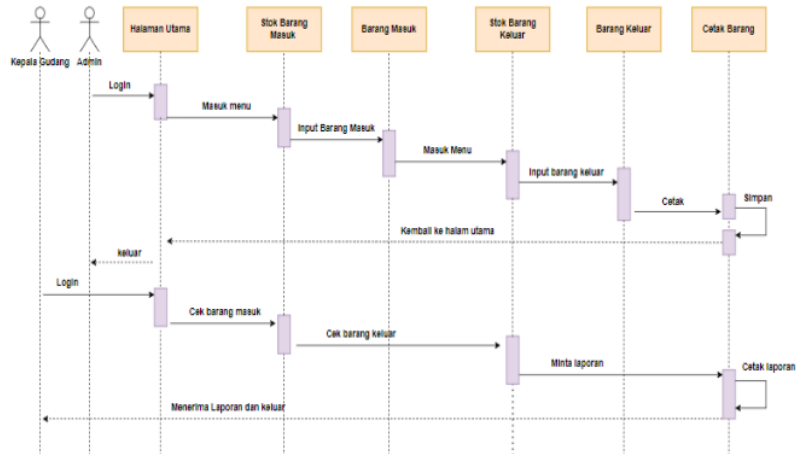 Kepala Gudang
Admin
Halaman Utama
Stok Barang
Masuk
Barang Masuk
Stok Barang
Keluar
Barang Keluar
Cetak Barang
Login
Masuk menu
Input Barang Masuk
Masuk Menu
Input barang keluar
Cetak
Simpan
Kembali ke halam utama
keluar
Login
Cek barang masuk
Cek barang keluar
Minta laporan
Cetak laporan
Menerima Laporan dan keluar